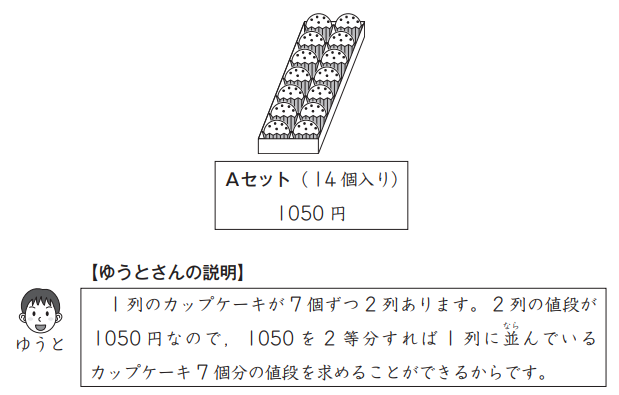 Aセット（14個入り）
1050円
【ゆうとさんの説明】
1列のカップケーキが7個ずつ2列あります。2列の値段が
1050円なので，1050を2等分すれば1列に並んでいる
なら
カップケーキ7個分の値段を求めることができるからです。
ゆうと